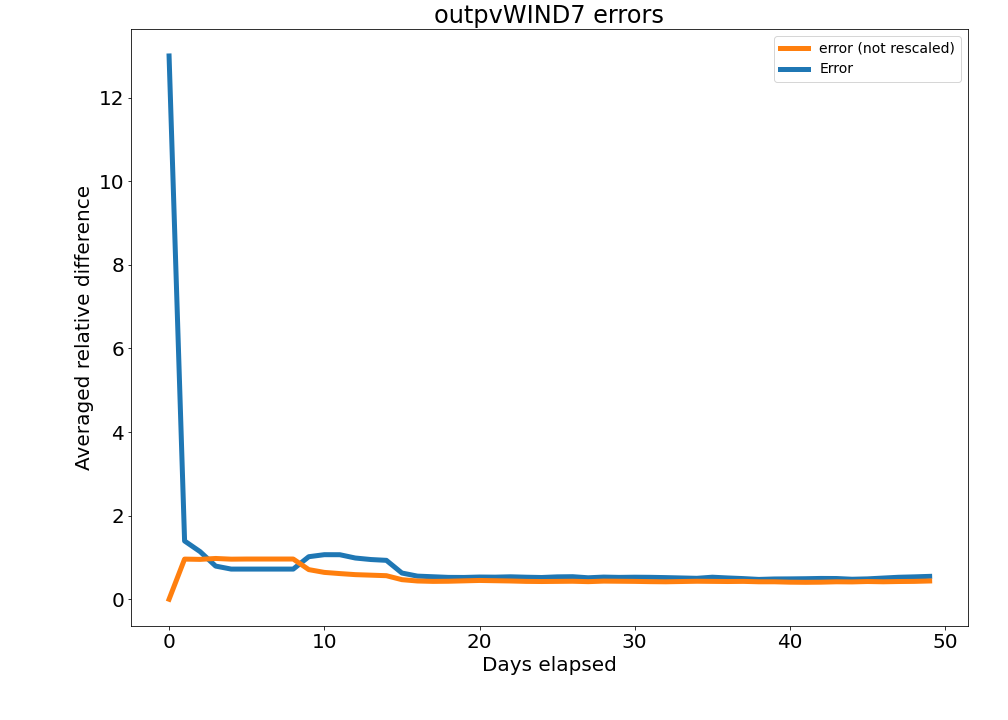 outpvWIND7 errors
error (not rescaled)
Error
Averaged relative difference
12
10
8
6
4
2
0
0 10 20 30 40 50
Days elapsed